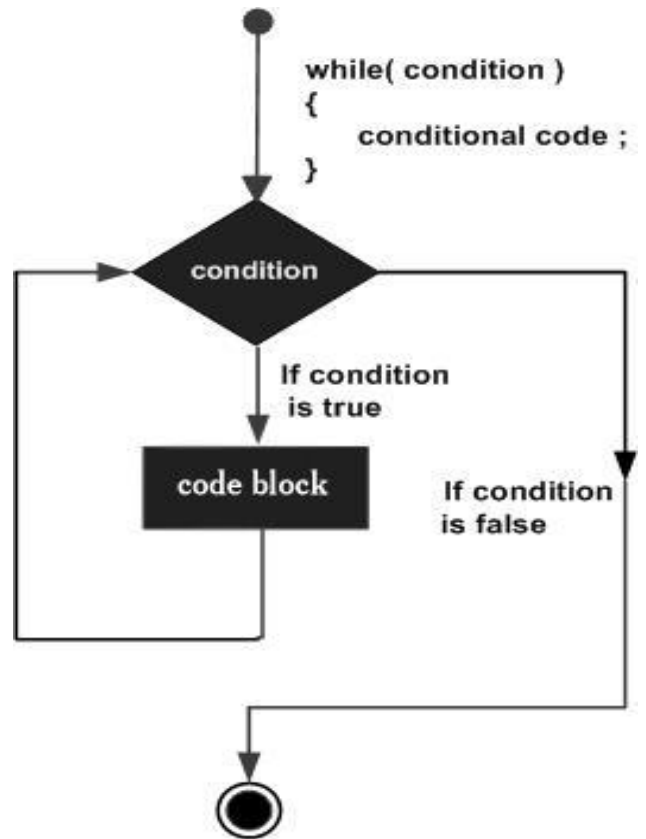 while( condition )
{
conditional code ;
}
condition
If condition
is true
code block
If condition
is false